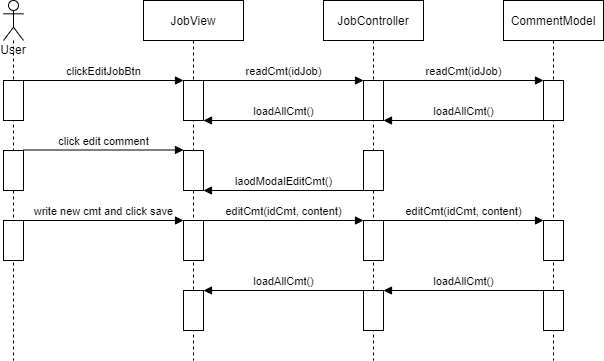 JobView
JobController
CommentModel
User
clickEditJobBtn
readCmt(idJob)
readCmt(idJob)
loadAllCmt()
loadAllCmt()
click edit comment
laodModalEditCmt()
write new cmt and click save
editCmt(idCmt, content)
editCmt(idCmt, content)
loadAllCmt()
loadAllCmt()